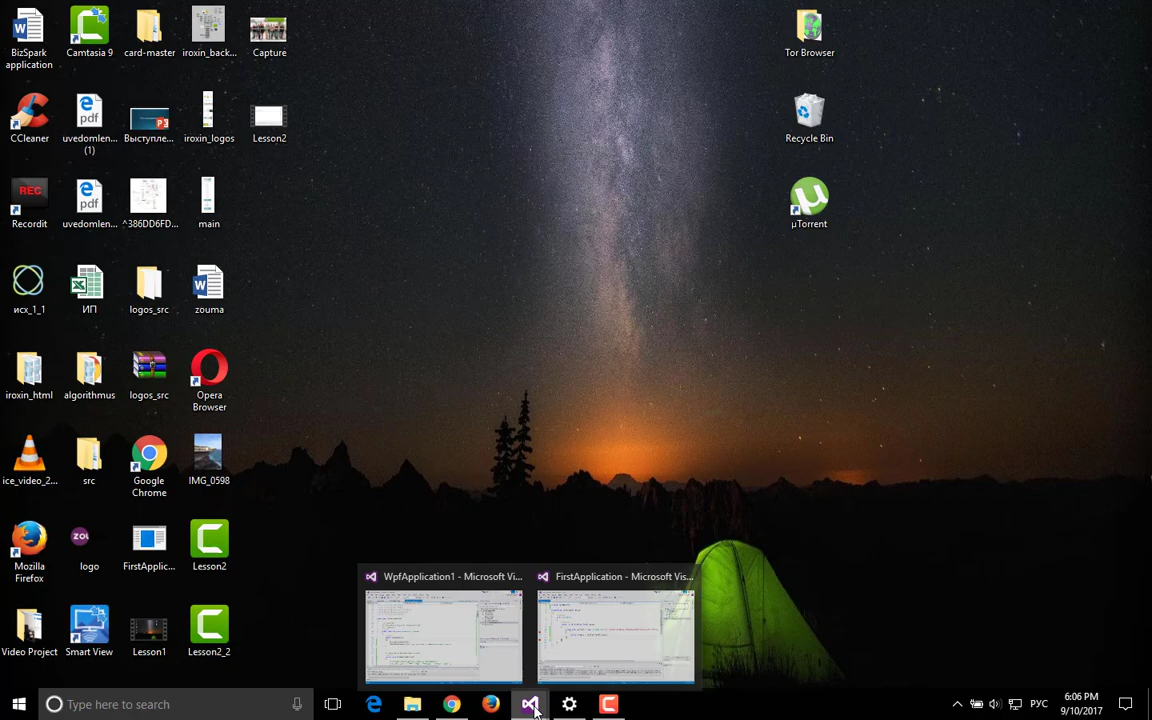 BizSpark application
Camtasia 9
card-master
iroxin_back...
Capture
Tor Browser
CCleaner
uvedomlen... (1)
Выступле...
iroxin_logos
Lesson2
Recycle Bin
REC
Recordit
uvedomlen...
^386DD6FD...
main
µTorrent
исх_1_1
ИП
logos_src
zouma
iroxin_html
algorithmus
logos_src
Opera Browser
ice_video_2...
src
Google Chrome
IMG_0598
Mozilla Firefox
logo
FirstApplic...
Lesson2
Video Project
Smart View
Lesson1
Lesson2_2
WpfApplication1 - Microsoft Vi...
FirstApplication - Microsoft Vis...
Type here to search
РУС
6:06 PM
9/10/2017